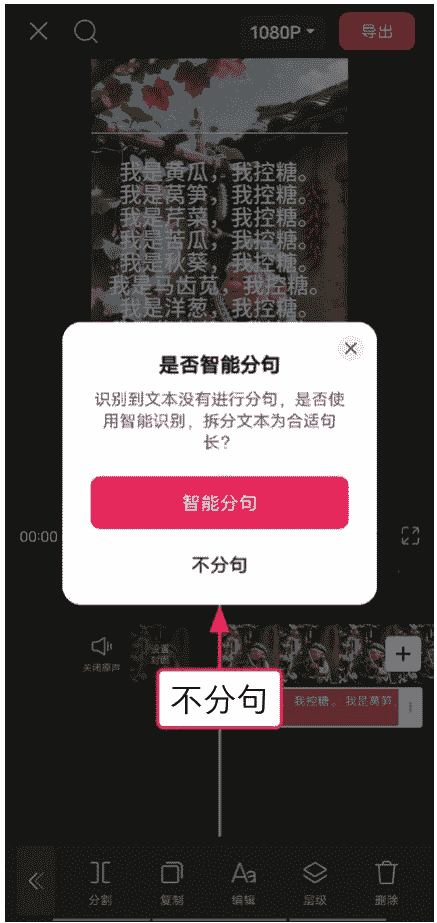 1080P
导出
我是黄瓜，我控糖。
我是莴笋，我控糖。
我是芹菜，我控糖。
我是苦瓜，我控糖。
我是秋葵，我控糖。
我是马齿苋，我控糖。
我是洋葱，我控糖。
是否智能分句
识别到文本没有进行分句，是否使
用智能识别，拆分文本为合适句
长？
智能分句
不分句
00:00
关闭原声
设置
封面
不分句
我控糖。 我是莴笋
分割
复制
编辑
层级
删除